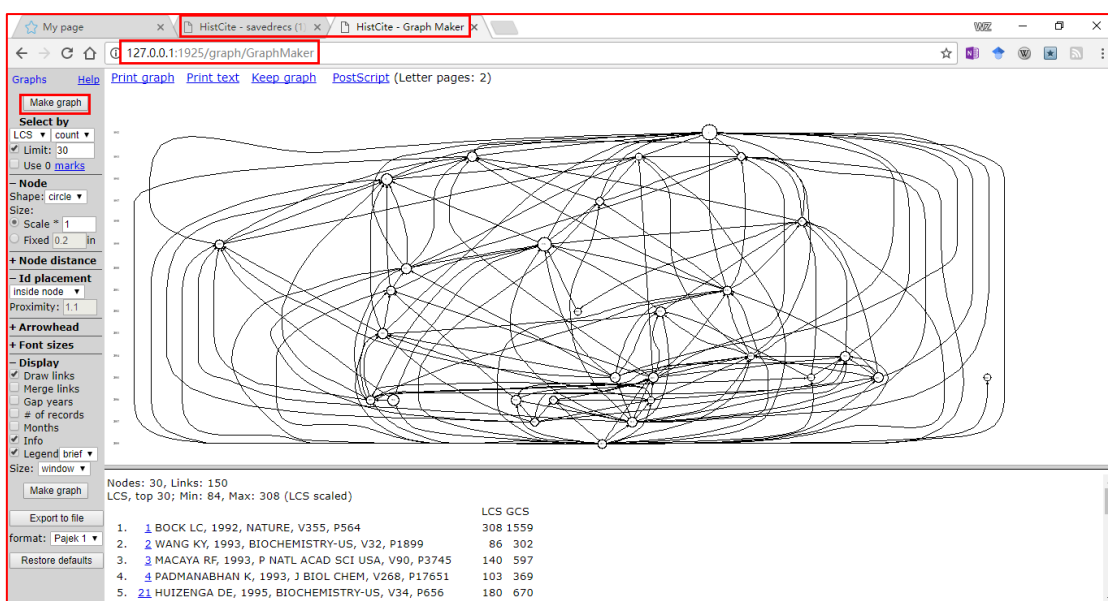 My page
HistCite - savedrecs (1)
HistCite - Graph Maker
WZ
127.0.0.1:1925/graph/GraphMaker
Graphs Help
Make graph
Select by
LCS count
Limit: 30
Use 0 marks
– Node
Shape: circle
Size:
Scale * 1
Fixed 0.2 in
+ Node distance
– Id placement
inside node
Proximity: 1.1
+ Arrowhead
+ Font sizes
– Display
Draw links
Merge links
Gap years
# of records
Months
Info
Legend brief
Size: window
Make graph
Export to file
format: Pajek 1
Restore defaults
Print graph Print text Keep graph PostScript (Letter pages: 2)
Nodes: 30, Links: 150
LCS, top 30; Min: 84, Max: 308 (LCS scaled)
LCS GCS
1. 1 BOCK LC, 1992, NATURE, V355, P564 308 1559
2. 2 WANG KY, 1993, BIOCHEMISTRY-US, V32, P1899 86 302
3. 3 MACAYA RF, 1993, P NATL ACAD SCI USA, V90, P3745 140 597
4. 4 PADMANABHAN K, 1993, J BIOL CHEM, V268, P17651 103 369
5. 21 HUIZENGA DE, 1995, BIOCHEMISTRY-US, V34, P656 180 670